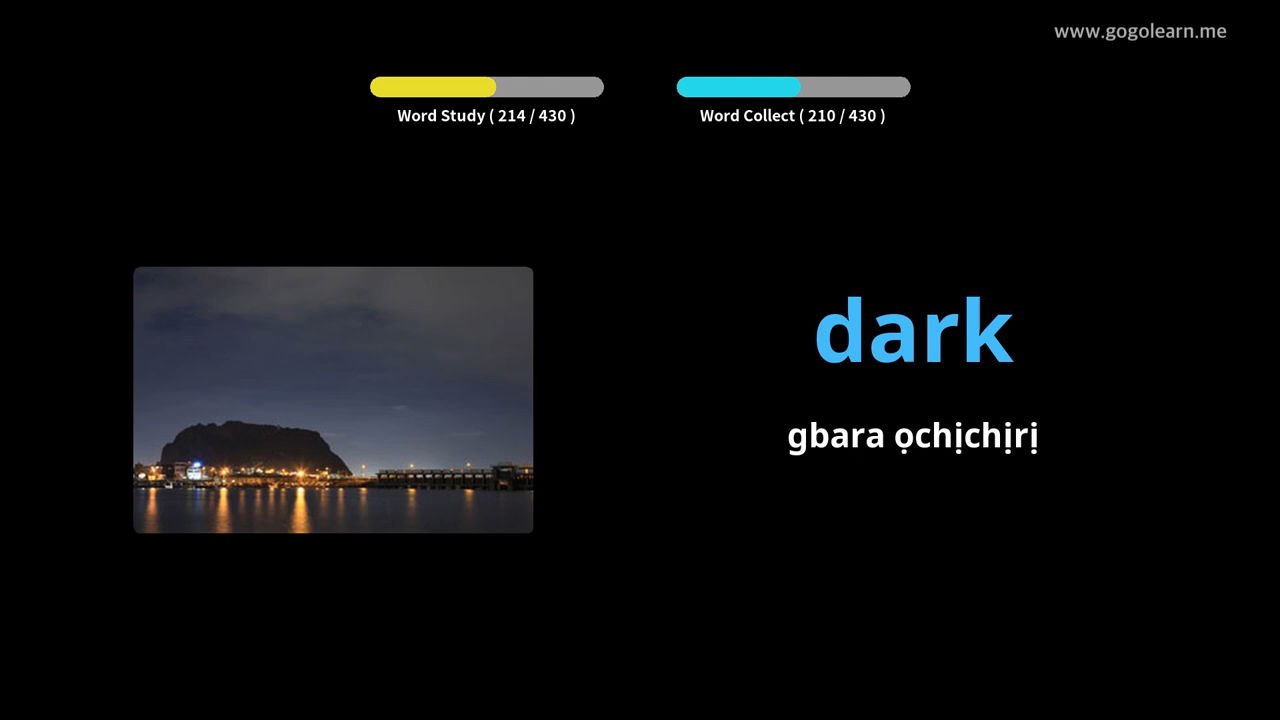 www.gogolearn.me
Word Study ( 214 / 430 )
Word Collect ( 210 / 430 )
dark
gbara ọchịchịrị